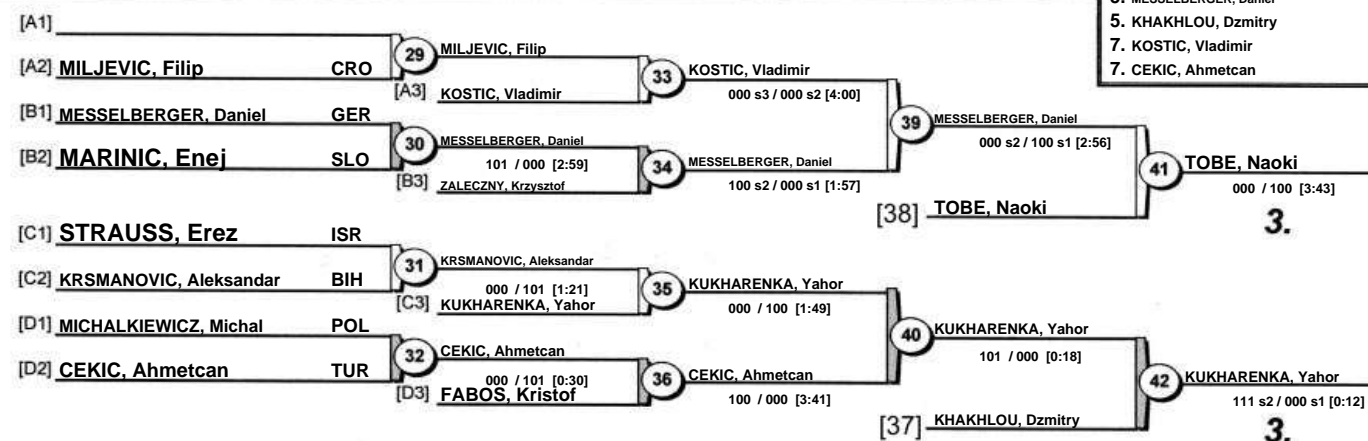 5. MESSELBERGER, Daniel
5. KHAKHLOU, Dzmitry
7. KOSTIC, Vladimir
7. CEKIC, Ahmetcan
[A1]
[A2] MILJEVIC, Filip CRO
29 MILJEVIC, Filip
[A3] KOSTIC, Vladimir
33 KOSTIC, Vladimir
000 s3 / 000 s2 [4:00]
[B1] MESSELBERGER, Daniel GER
[B2] MARINIC, Enej SLO
30 MESSELBERGER, Daniel
101 / 000 [2:59]
[B3] ZALECZNY, Krzysztof
34 MESSELBERGER, Daniel
100 s2 / 000 s1 [1:57]
39 MESSELBERGER, Daniel
000 s2 / 100 s1 [2:56]
[38] TOBE, Naoki
41 TOBE, Naoki
000 / 100 [3:43]
3.
[C1] STRAUSS, Erez ISR
[C2] KRSMANOVIC, Aleksandar BIH
31 KRSMANOVIC, Aleksandar
000 / 101 [1:21]
[C3] KUKHARENKA, Yahor
35 KUKHARENKA, Yahor
000 / 100 [1:49]
[D1] MICHALKIEWICZ, Michal POL
[D2] CEKIC, Ahmetcan TUR
32 CEKIC, Ahmetcan
000 / 101 [0:30]
[D3] FABOS, Kristof
36 CEKIC, Ahmetcan
100 / 000 [3:41]
40 KUKHARENKA, Yahor
101 / 000 [0:18]
[37] KHAKHLOU, Dzmitry
42 KUKHARENKA, Yahor
111 s2 / 000 s1 [0:12]
3.